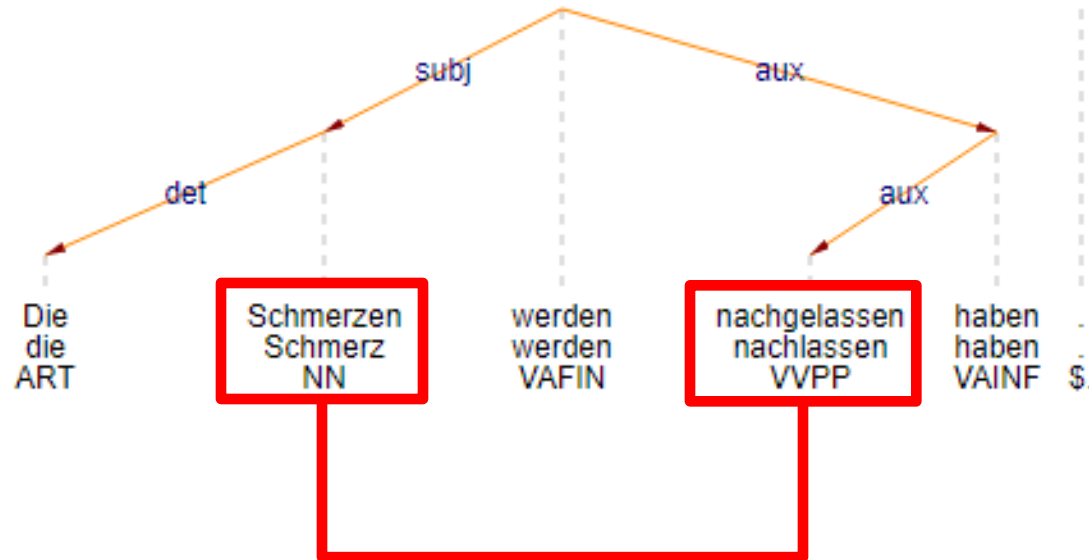 subj aux
det aux
Die Schmerzen werden nachgelassen haben .
die Schmerz werden nachlassen haben .
ART NN VAFIN VVPP VAINF $.